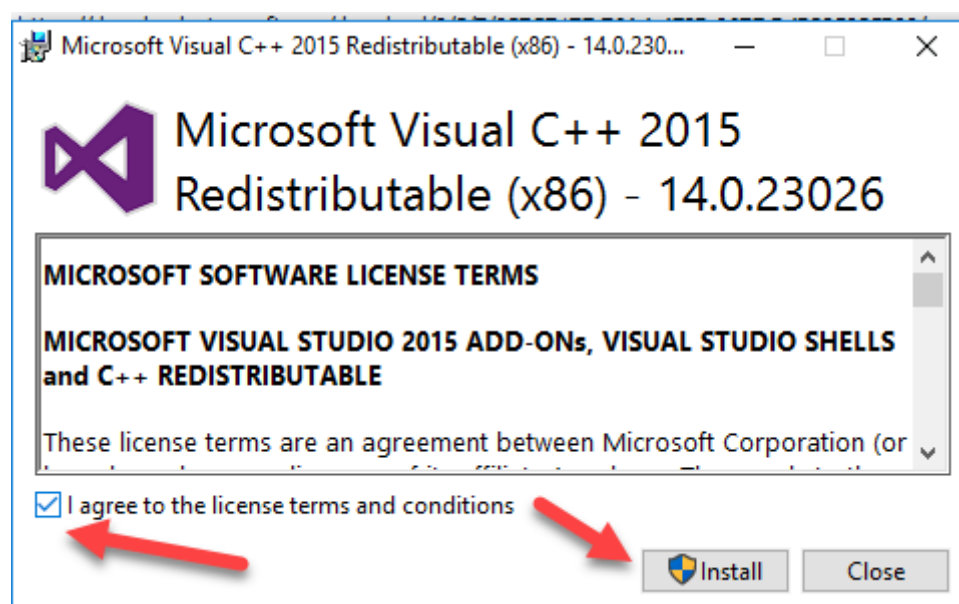 Microsoft Visual C++ 2015 Redistributable (x86) - 14.0.230...
Microsoft Visual C++ 2015
Redistributable (x86) - 14.0.23026
MICROSOFT SOFTWARE LICENSE TERMS
MICROSOFT VISUAL STUDIO 2015 ADD-ONs, VISUAL STUDIO SHELLS
and C++ REDISTRIBUTABLE
These license terms are an agreement between Microsoft Corporation (or
I agree to the license terms and conditions
Install
Close